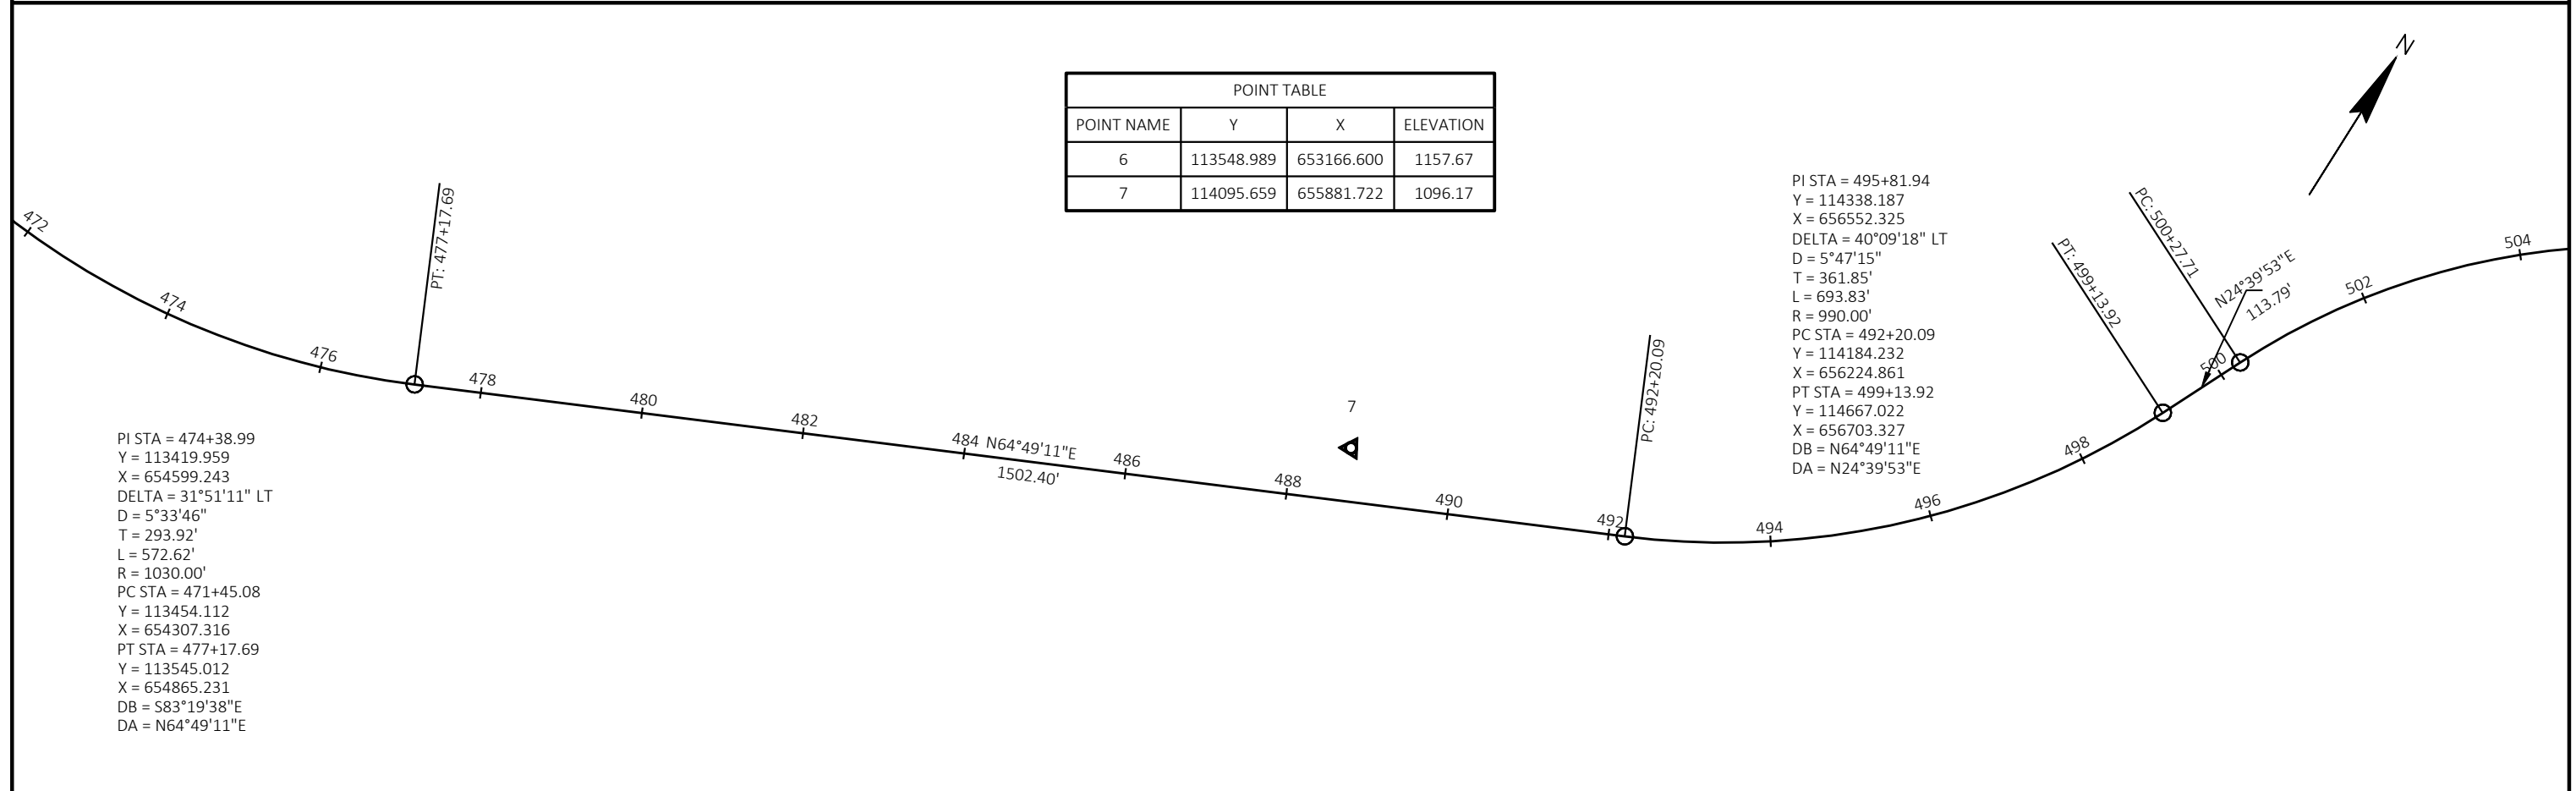 N
POINT TABLE
POINT NAME Y X ELEVATION
6 113548.989 653166.600 1157.67
7 114095.659 655881.722 1096.17
472
474
476
PT: 477+17.69
478
480
482
484
N64°49'11"E
1502.40'
486
488
490
492
7
PC: 492+20.09
494
496
498
PT: 499+13.92
500
PC: 500+27.71
N24°39'53"E
113.79'
502
504
PI STA = 474+38.99
Y = 113419.959
X = 654599.243
DELTA = 31°51'11" LT
D = 5°33'46"
T = 293.92'
L = 572.62'
R = 1030.00'
PC STA = 471+45.08
Y = 113454.112
X = 654307.316
PT STA = 477+17.69
Y = 113545.012
X = 654865.231
DB = S83°19'38"E
DA = N64°49'11"E
PI STA = 495+81.94
Y = 114338.187
X = 656552.325
DELTA = 40°09'18" LT
D = 5°47'15"
T = 361.85'
L = 693.83'
R = 990.00'
PC STA = 492+20.09
Y = 114184.232
X = 656224.861
PT STA = 499+13.92
Y = 114667.022
X = 656703.327
DB = N64°49'11"E
DA = N24°39'53"E